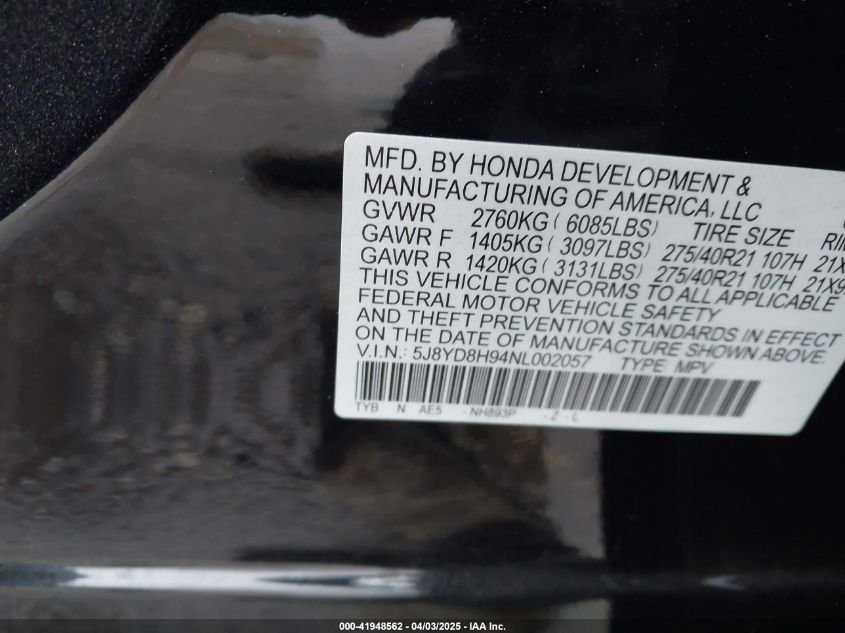 MFD. BY HONDA DEVELOPMENT &
MANUFACTURING OF AMERICA, LLC
GVWR 2760KG ( 6085LBS) TIRE SIZE
GAWR F 1405KG ( 3097LBS) 275/40R21 107H 21X
GAWR R 1420KG ( 3131LBS) 275/40R21 107H 21X9
THIS VEHICLE CONFORMS TO ALL APPLICABLE
FEDERAL MOTOR VEHICLE SAFETY
AND THEFT PREVENTION STANDARDS IN EFFECT
ON THE DATE OF MANUFACTURE SHOWN ABOVE.
V.I.N.: 5J8YD8H94NL002057 TYPE: MPV
TYB N AE5 - NH893P - Z - L
000-41948562 - 04/03/2025 - IAA Inc.